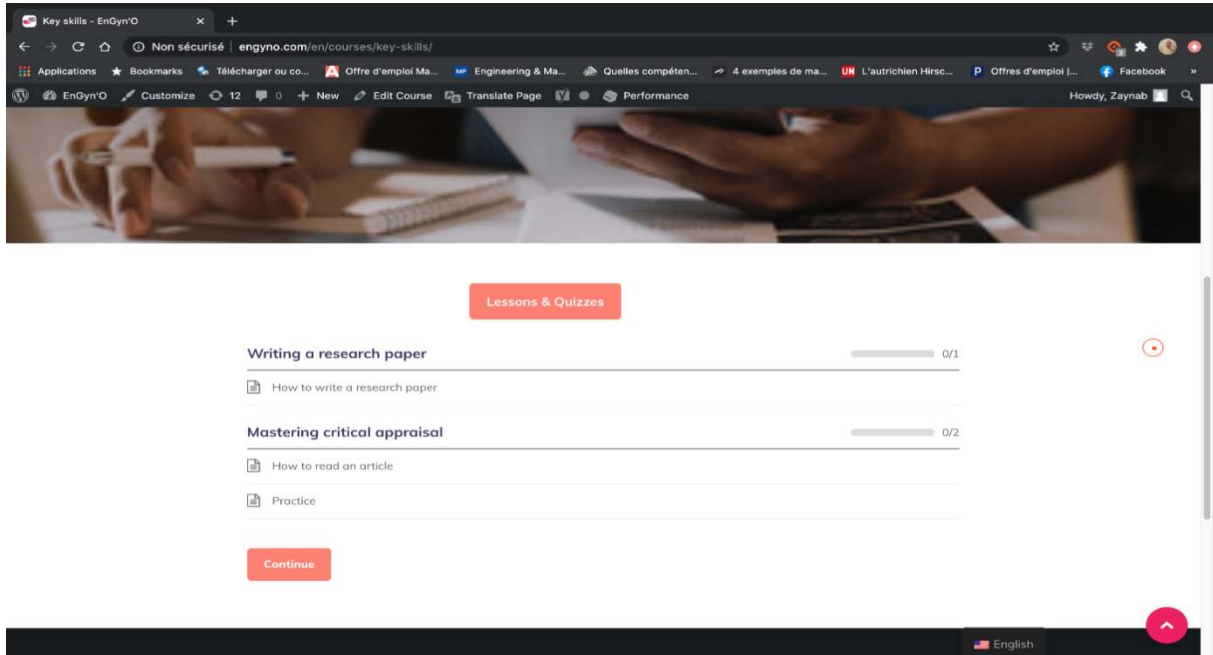 Key skills - EnGyn'O
Non sécurisé | engyno.com/en/courses/key-skills/
Applications Bookmarks Télécharger ou co... Offre d'emploi Ma... Engineering & Ma... Quelles compéten... 4 exemples de ma... L'autrichien Hirsc... Offres d'emploi |... Facebook »
EnGyn'O Customize 12 0 + New Edit Course Translate Page Performance Howdy, Zaynab
Lessons & Quizzes
Writing a research paper 0/1
How to write a research paper
Mastering critical appraisal 0/2
How to read an article
Practice
Continue
English